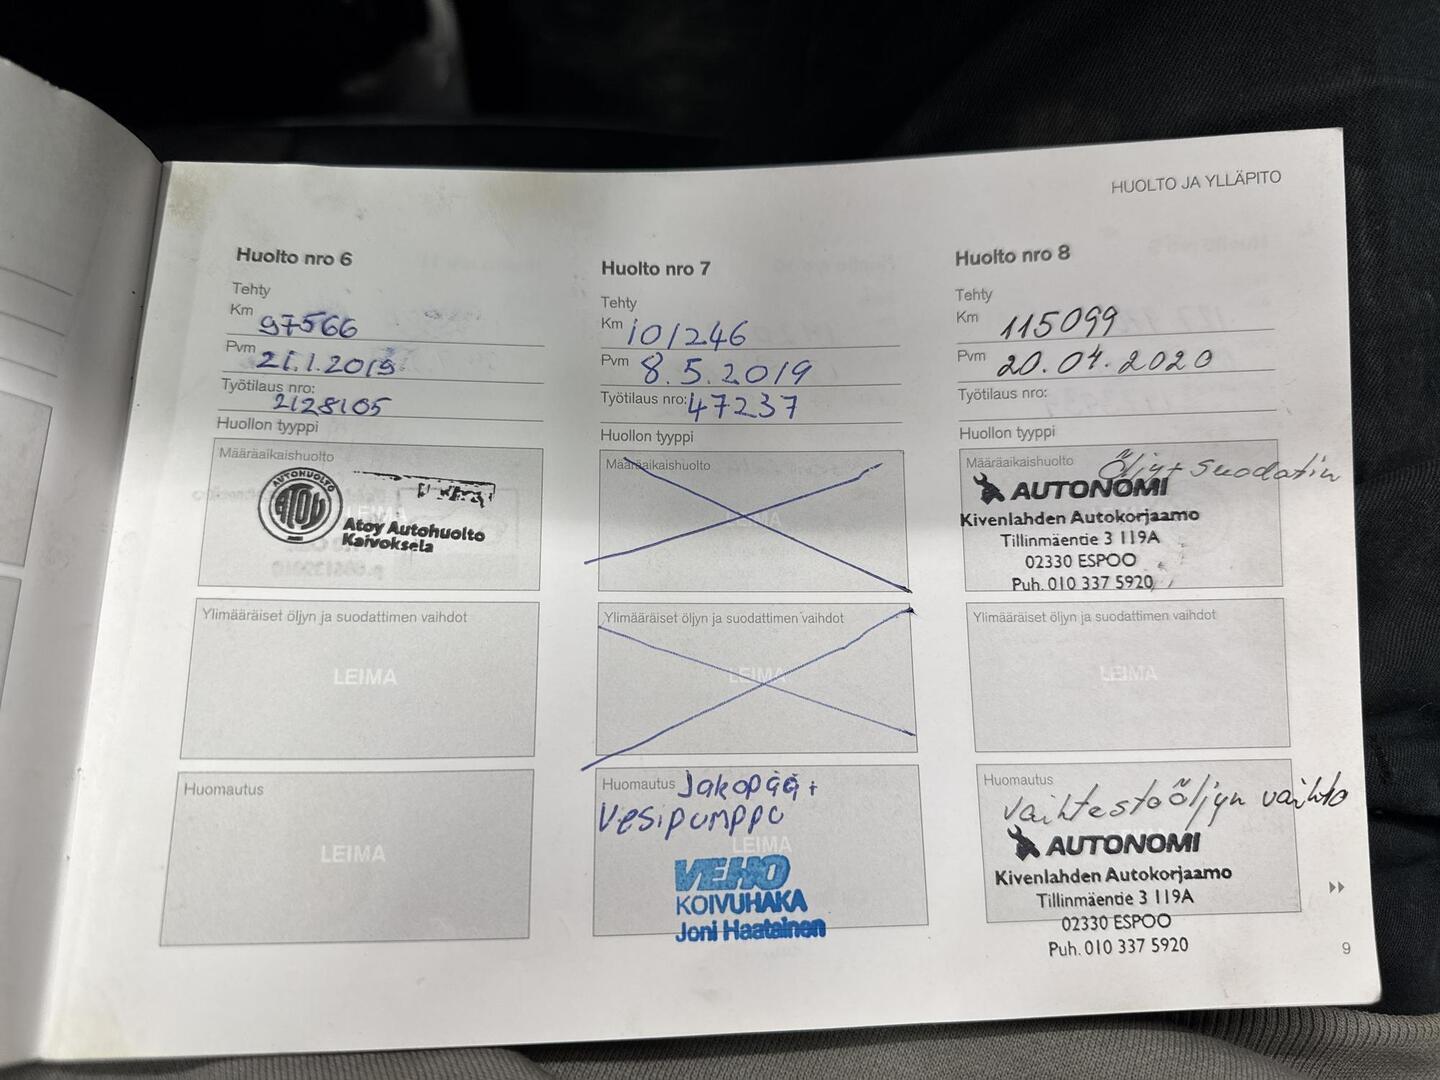 HUOLTO JA YLLÄPITO
Huolto nro 6
Tehty
Km 97566
Pvm 21.1.2019
Työtilaus nro:
2128105
Huollon tyyppi
Määräaikaishuolto
AUTOHUOLTO
ATOY
LEIMA
Atoy Autohuolto
Kaivoksela
Ylimääräiset öljyn ja suodattimen vaihdot
LEIMA
Huomautus
LEIMA
Huolto nro 7
Tehty
Km 101246
Pvm 8.5.2019
Työtilaus nro: 47237
Huollon tyyppi
Määräaikaishuolto
LEIMA
Ylimääräiset öljyn ja suodattimen vaihdot
LEIMA
Huomautus Jakopää +
Vesipumppu
LEIMA
VEHO
KOIVUHAKA
Joni Haatainen
Huolto nro 8
Tehty
Km 115099
Pvm 20.04.2020
Työtilaus nro:
Huollon tyyppi
Määräaikaishuolto Öljy + suodatin
AUTONOMI
Kivenlahden Autokorjaamo
Tillinmäentie 3 119A
02330 ESPOO
Puh. 010 337 5920
Ylimääräiset öljyn ja suodattimen vaihdot
LEIMA
Huomautus
Vaihtestoöljyn vaihto
AUTONOMI
Kivenlahden Autokorjaamo
Tillinmäentie 3 119A
02330 ESPOO
Puh. 010 337 5920
9